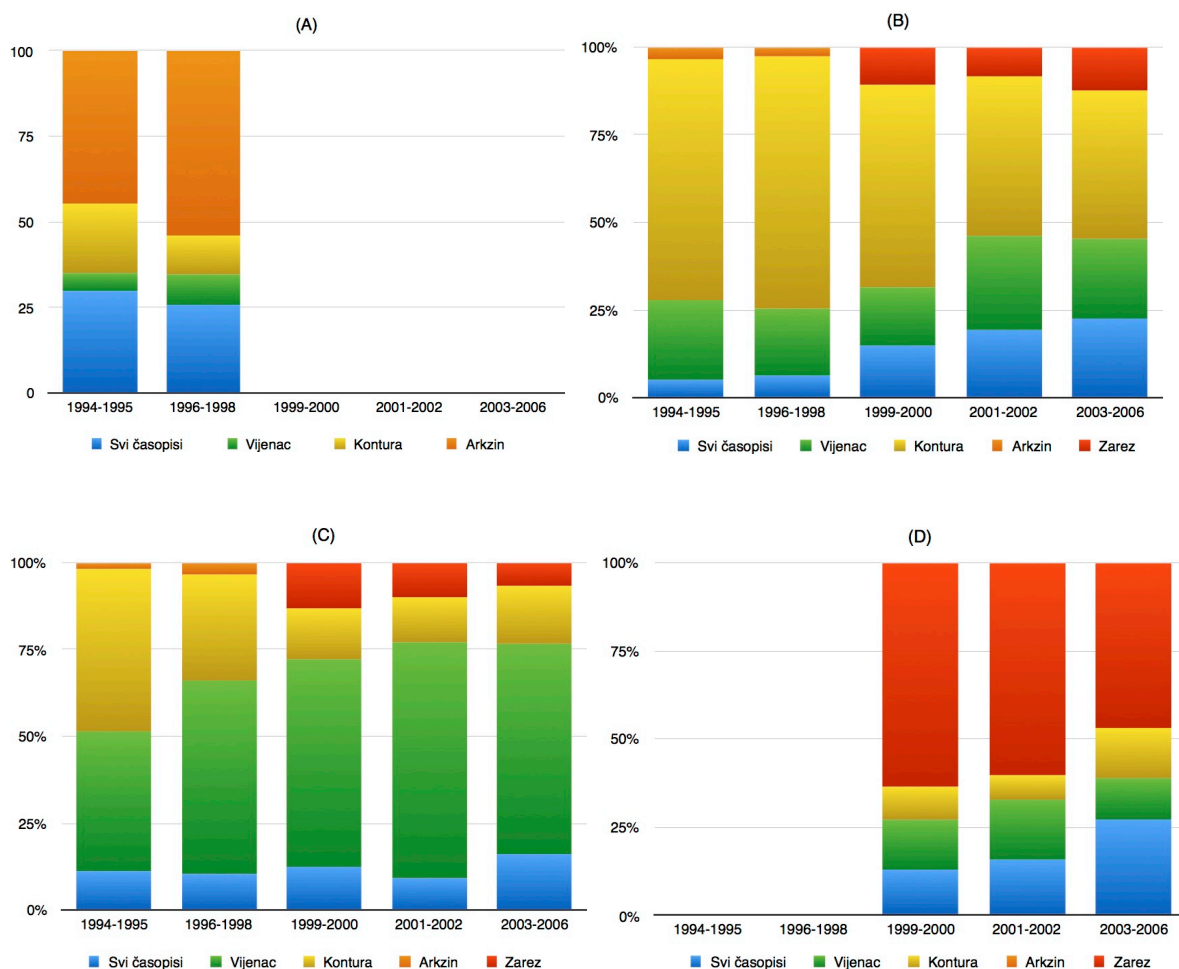 (A)
100
75
50
25
0
1994-1995 1996-1998 1999-2000 2001-2002 2003-2006
Svi časopisi Vijenac Kontura Arkzin
(B)
100%
75%
50%
25%
0%
1994-1995 1996-1998 1999-2000 2001-2002 2003-2006
Svi časopisi Vijenac Kontura Arkzin Zarez
(C)
100%
75%
50%
25%
0%
1994-1995 1996-1998 1999-2000 2001-2002 2003-2006
Svi časopisi Vijenac Kontura Arkzin Zarez
(D)
100%
75%
50%
25%
0%
1994-1995 1996-1998 1999-2000 2001-2002 2003-2006
Svi časopisi Vijenac Kontura Arkzin Zarez